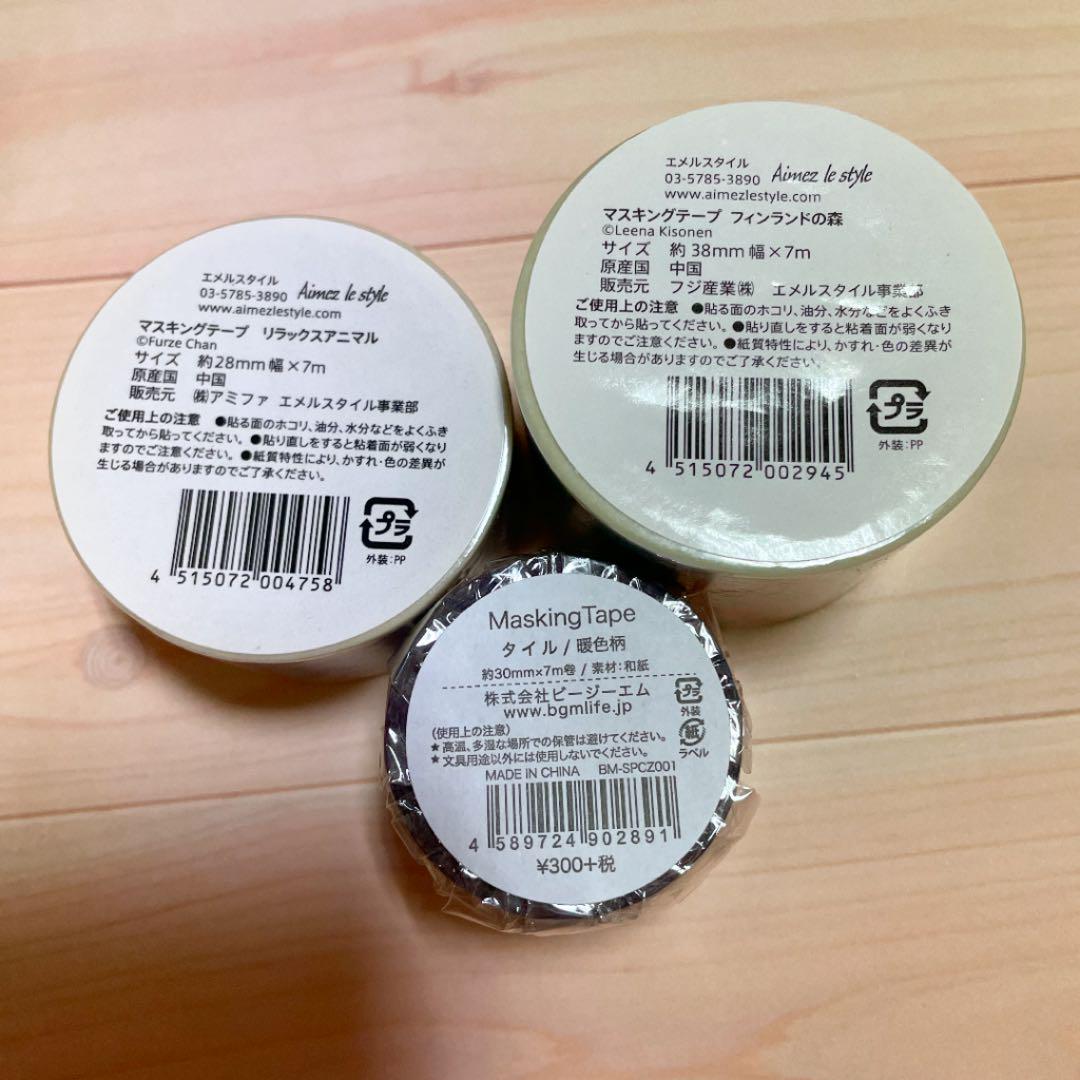 エメルスタイル
03-5785-3890 Aimez le style
www.aimezlestyle.com
マスキングテープ リラックスアニマル
©Furze Chan
サイズ 約28mm幅×7m
原産国 中国
販売元 ㈱アミファ エメルスタイル事業部
ご使用上の注意 ●貼る面のホコリ、油分、水分などをよくふき
取ってから貼ってください。●貼り直しをすると粘着面が弱くなり
ますのでご注意ください。●紙質特性により、かすれ・色の差異が
生じる場合がありますのでご了承ください。
プラ
外装:PP
4 515072 004758
エメルスタイル
03-5785-3890 Aimez le style
www.aimezlestyle.com
マスキングテープ フィンランドの森
©Leena Kisonen
サイズ 約38mm幅×7m
原産国 中国
販売元 フジ産業㈱ エメルスタイル事業部
ご使用上の注意 ●貼る面のホコリ、油分、水分などをよくふき
取ってから貼ってください。●貼り直しをすると粘着面が弱くなり
ますのでご注意ください。●紙質特性により、かすれ・色の差異が
生じる場合がありますのでご了承ください。
プラ
外装:PP
4 515072 002945
MaskingTape
タイル/暖色柄
約30mm×7m巻 / 素材:和紙
株式会社ビージーエム
www.bgmlife.jp
プラ
外装
紙
ラベル
(使用上の注意)
★高温、多湿な場所での保管は避けてください。
★文具用途以外には使用しないでください。
MADE IN CHINA BM-SPCZ001
4 589724 902891
¥300+税